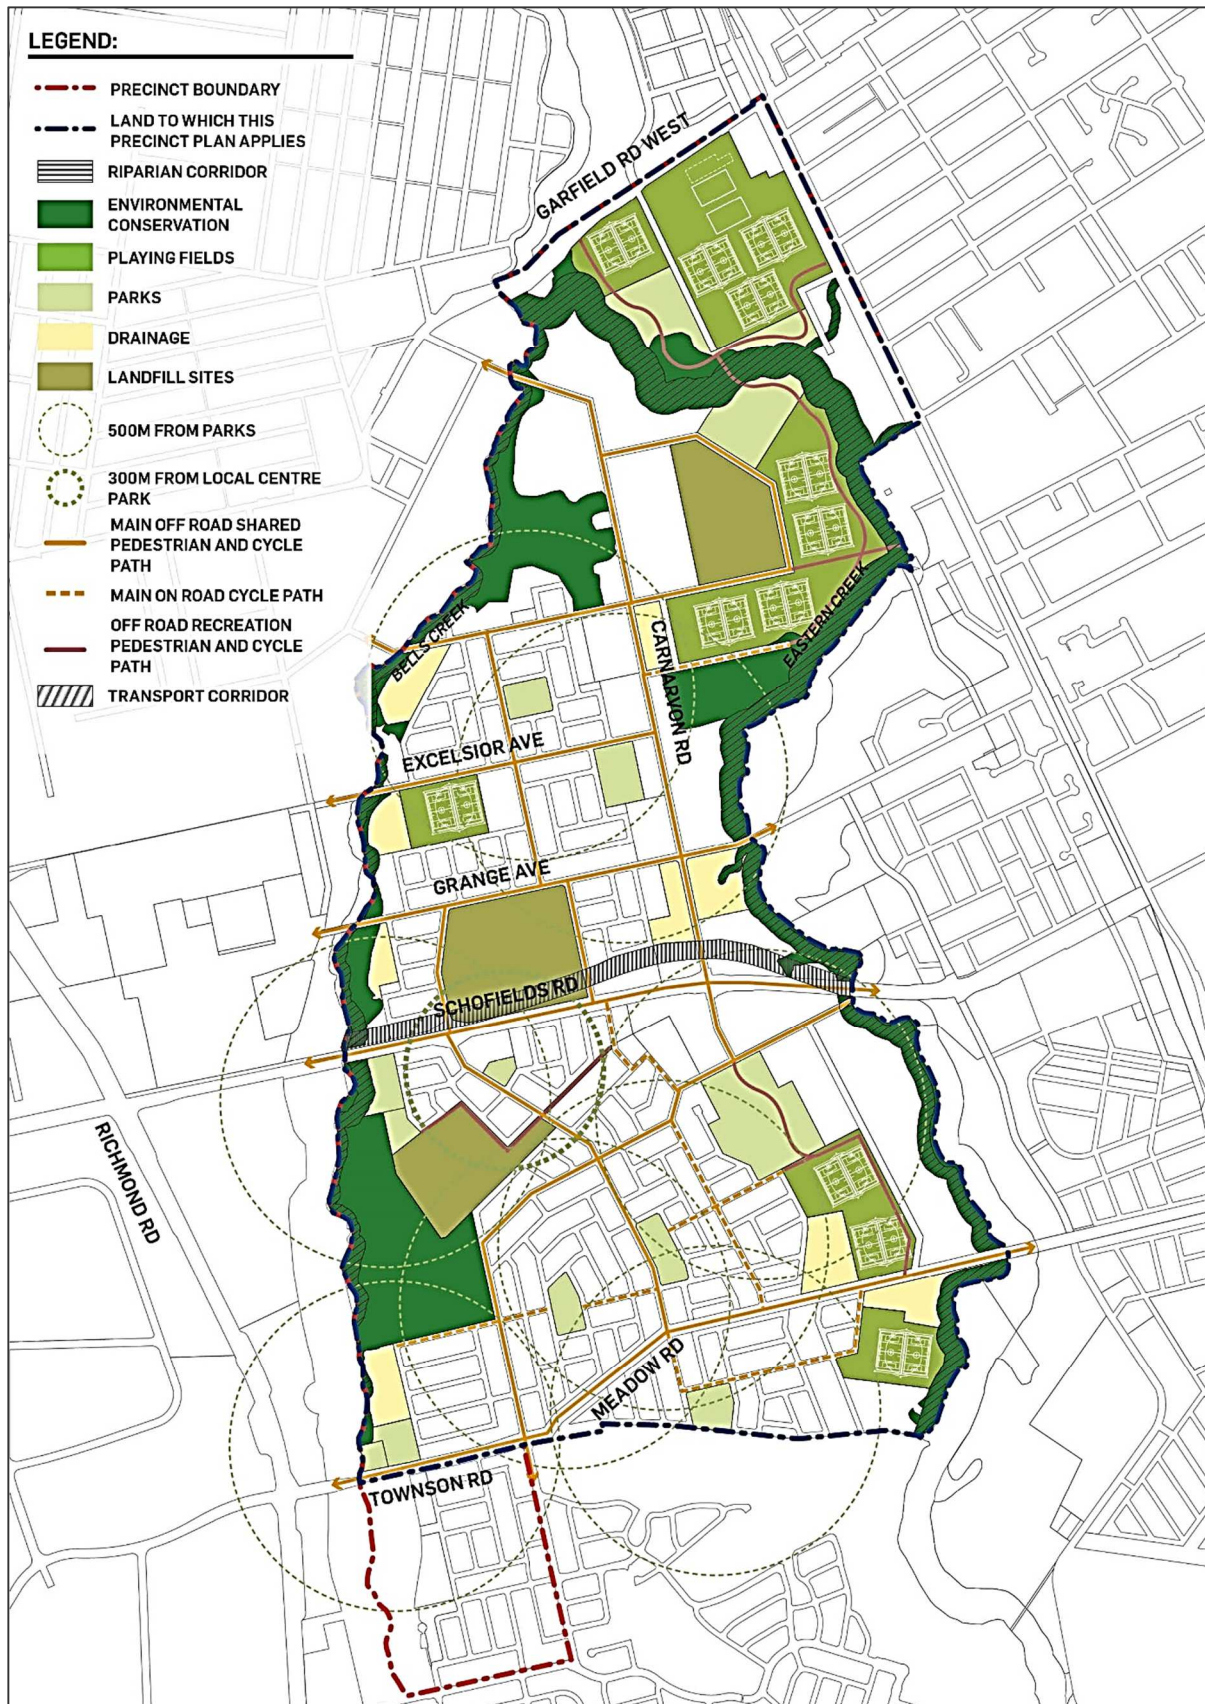 LEGEND:
PRECINCT BOUNDARY
LAND TO WHICH THIS
PRECINCT PLAN APPLIES
RIPARIAN CORRIDOR
ENVIRONMENTAL
CONSERVATION
PLAYING FIELDS
PARKS
DRAINAGE
LANDFILL SITES
500M FROM PARKS
300M FROM LOCAL CENTRE
PARK
MAIN OFF ROAD SHARED
PEDESTRIAN AND CYCLE
PATH
MAIN ON ROAD CYCLE PATH
OFF ROAD RECREATION
PEDESTRIAN AND CYCLE
PATH
TRANSPORT CORRIDOR
GARFIELD RD WEST
BELLS CREEK
EASTERN CREEK
CARNARVON RD
EXCELSIOR AVE
GRANGE AVE
SCHOFIELDS RD
RICHMOND RD
MEADOW RD
TOWNSON RD